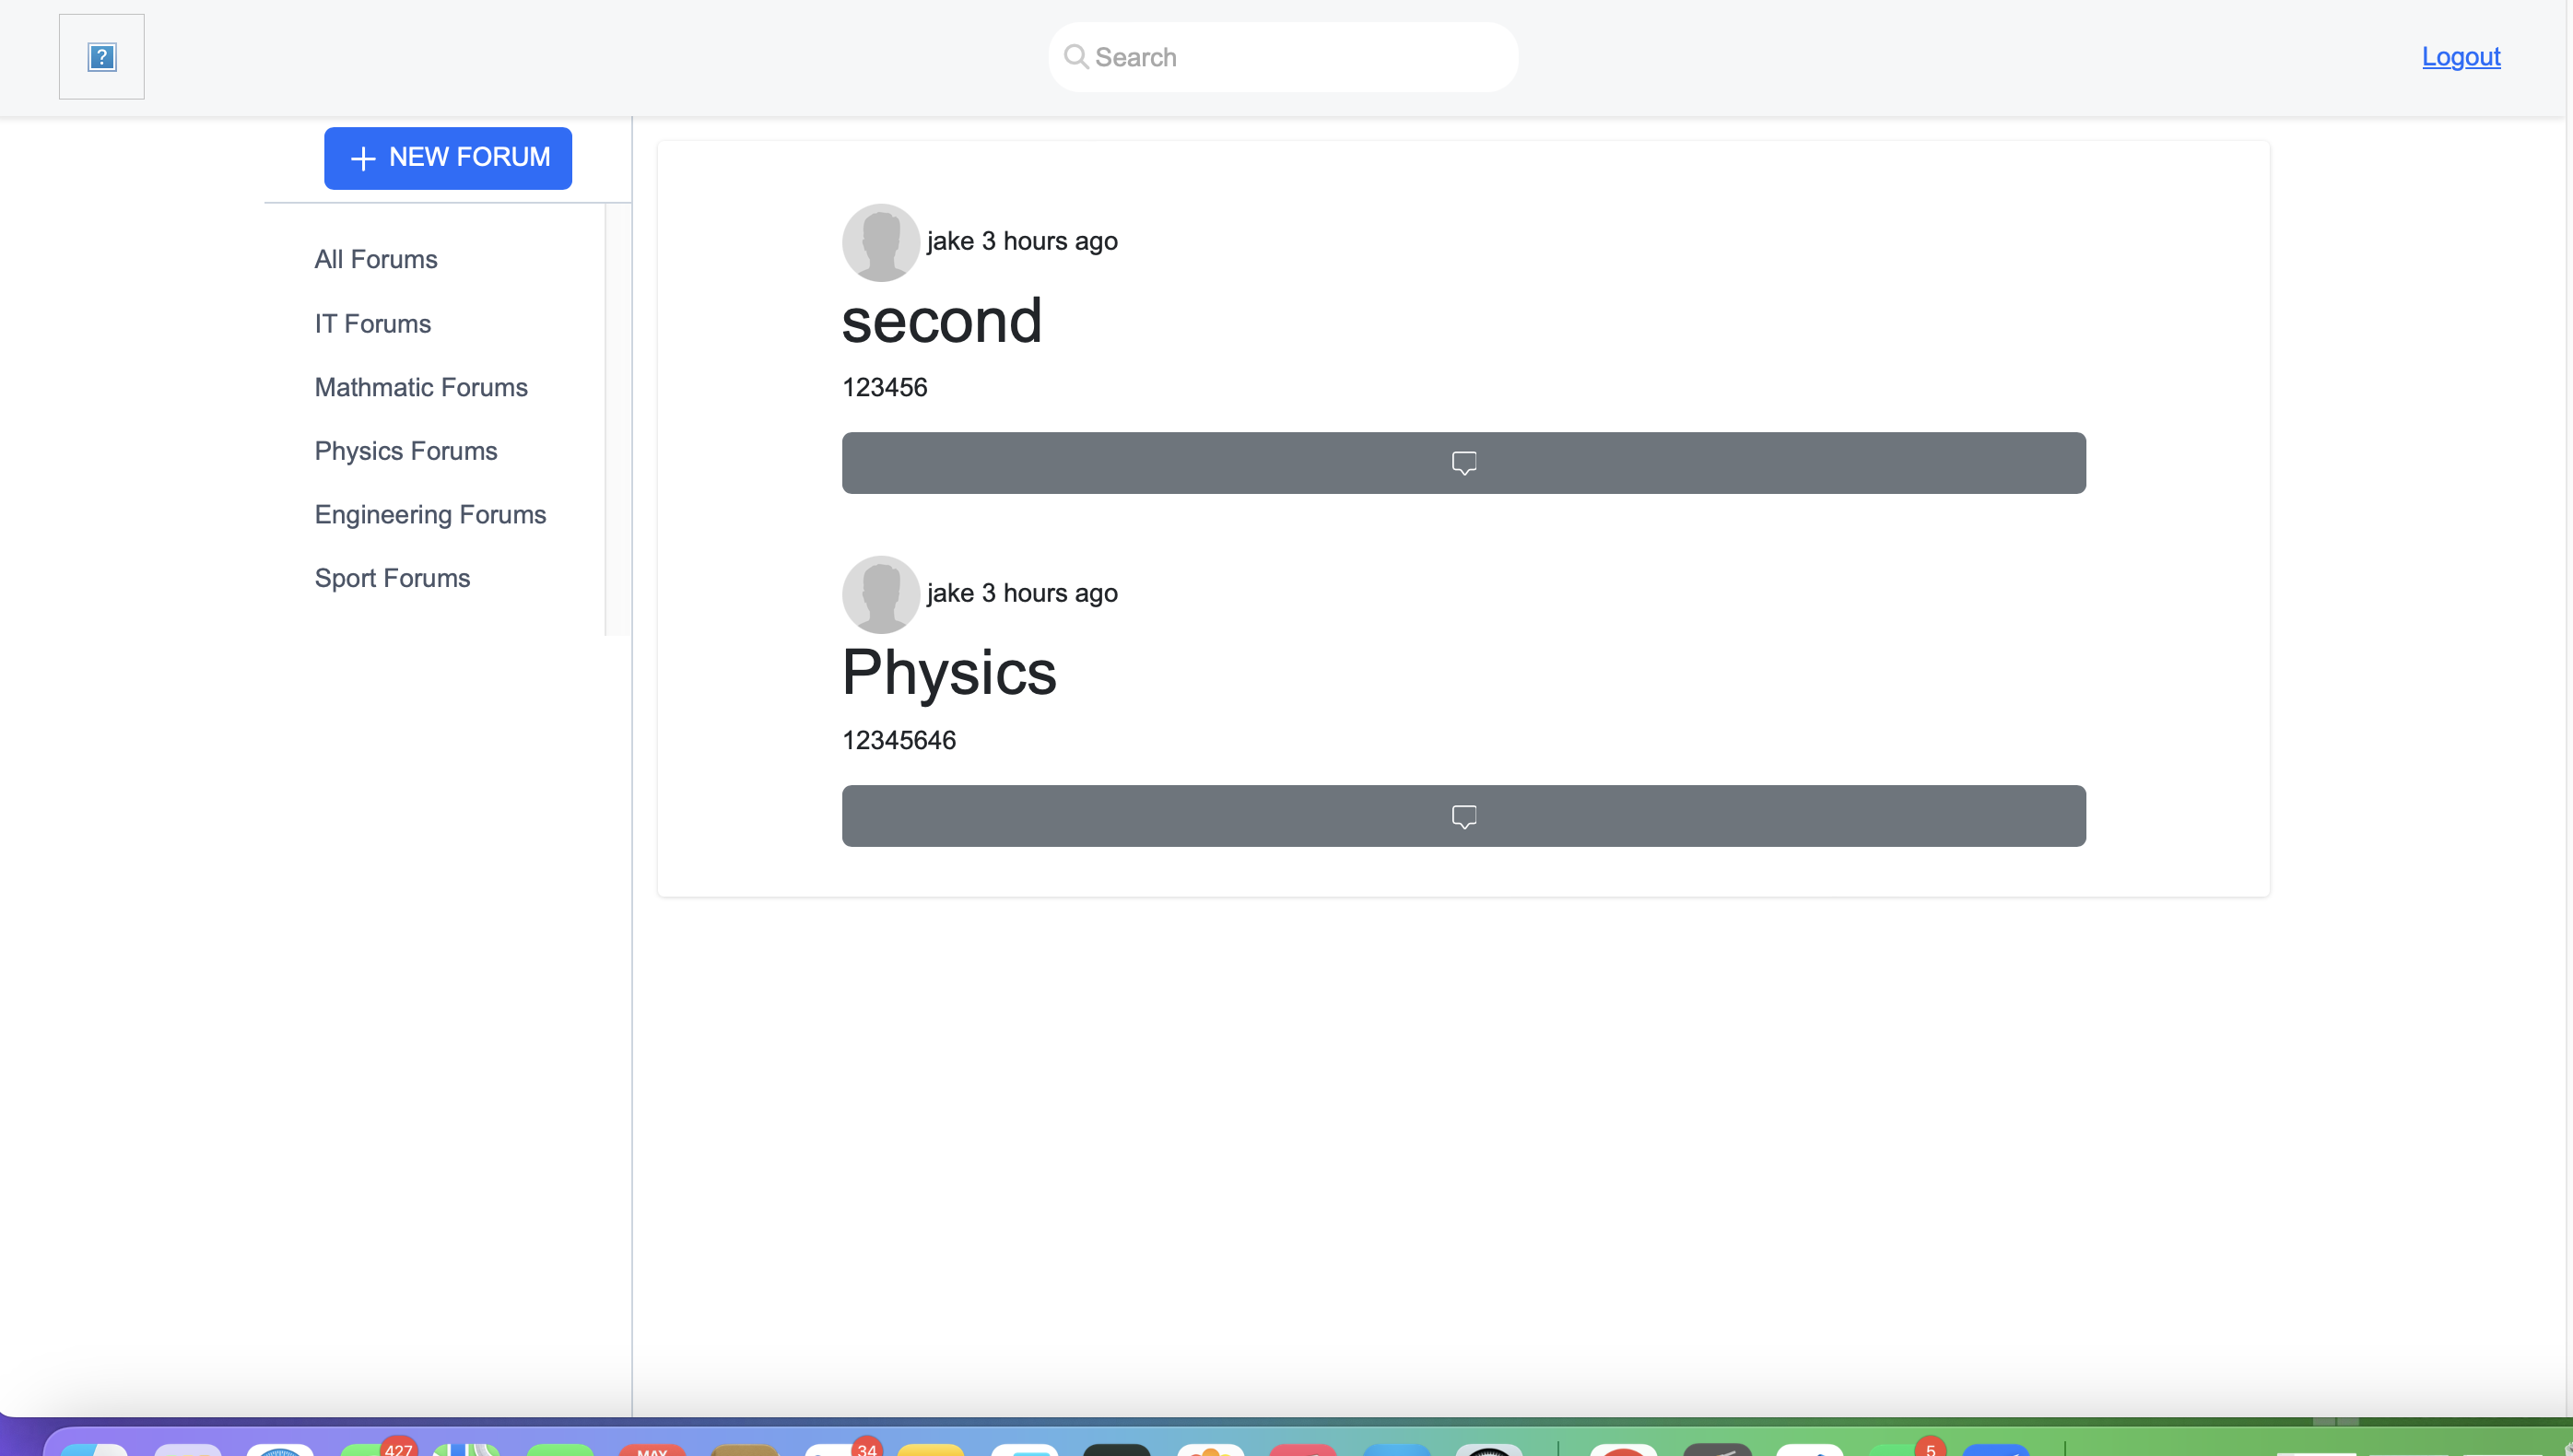 ?
Search
Logout
NEW FORUM
All Forums
IT Forums
Mathmatic Forums
Physics Forums
Engineering Forums
Sport Forums
jake 3 hours ago
second
123456
jake 3 hours ago
Physics
12345646
427
MAY
34
5